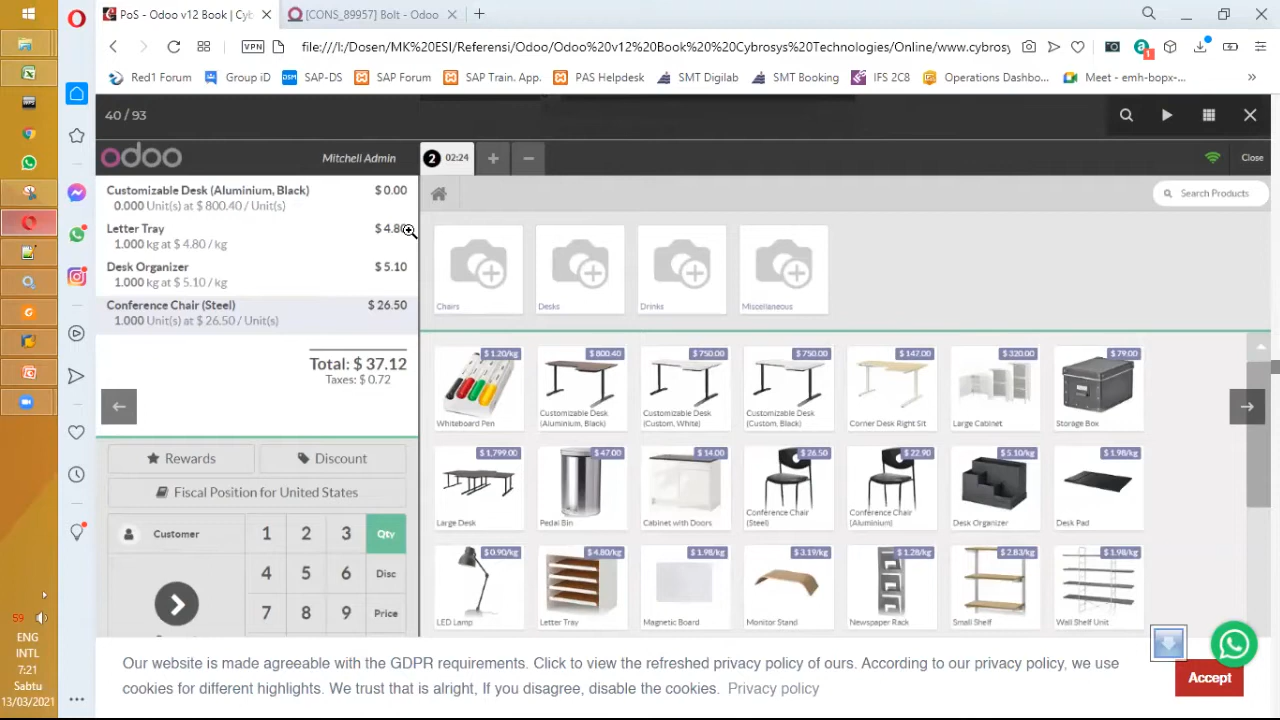 PoS - Odoo v12 Book | Cyb
[CONS_89957] Bolt - Odoo
VPN
file:///I:/Dosen/MK%20ESI/Referensi/Odoo/Odoo%20v12%20Book%20%20Cybrosys%20Technologies/Online/www.cybrosy
1
Red1 Forum
Group iD
SAP-DS
SAP Forum
SAP Train. App.
PAS Helpdesk
SMT Digilab
SMT Booking
IFS 2C8
Operations Dashbo...
Meet - emh-bopx-...
»
40 / 93
odoo
Mitchell Admin
2 02:24
Close
Search Products
Customizable Desk (Aluminium, Black) $ 0.00
0.000 Unit(s) at $ 800.40 / Unit(s)
Letter Tray $ 4.80
1.000 kg at $ 4.80 / kg
Desk Organizer $ 5.10
1.000 kg at $ 5.10 / kg
Conference Chair (Steel) $ 26.50
1.000 Unit(s) at $ 26.50 / Unit(s)
Total: $ 37.12
Taxes: $ 0.72
Rewards
Discount
Fiscal Position for United States
Customer
1 2 3 Qty
4 5 6 Disc
7 8 9 Price
Chairs
Desks
Drinks
Miscellaneous
$ 1.20/kg
Whiteboard Pen
$ 800.40
Customizable Desk
(Aluminium, Black)
$ 750.00
Customizable Desk
(Custom, White)
$ 750.00
Customizable Desk
(Custom, Black)
$ 147.00
Corner Desk Right Sit
$ 320.00
Large Cabinet
$ 79.00
Storage Box
$ 1,799.00
Large Desk
$ 47.00
Pedal Bin
$ 14.00
Cabinet with Doors
$ 26.50
Conference Chair
(Steel)
$ 22.90
Conference Chair
(Aluminium)
$ 5.10/kg
Desk Organizer
$ 1.98/kg
Desk Pad
$ 0.90/kg
LED Lamp
$ 4.80/kg
Letter Tray
$ 1.98/kg
Magnetic Board
$ 3.19/kg
Monitor Stand
$ 1.28/kg
Newspaper Rack
$ 2.83/kg
Small Shelf
$ 1.98/kg
Wall Shelf Unit
Our website is made agreeable with the GDPR requirements. Click to view the refreshed privacy policy of ours. According to our privacy policy, we use
cookies for different highlights. We trust that is alright, If you disagree, disable the cookies. Privacy policy
Accept
59
ENG
INTL
7:21
Sabtu
13/03/2021